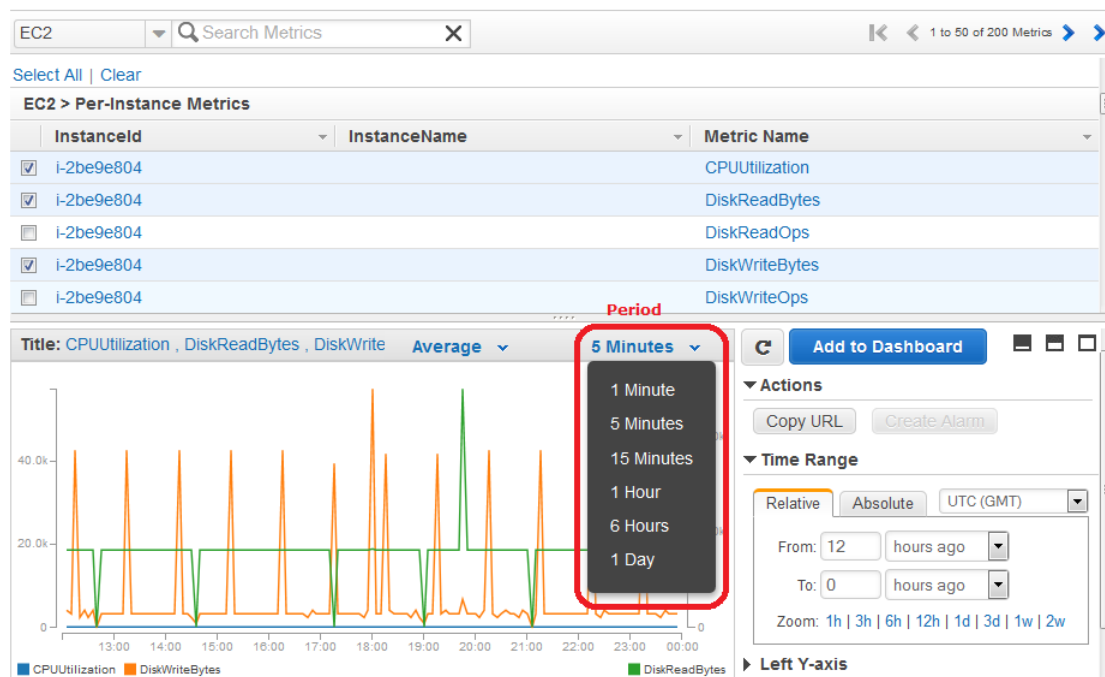 EC2 Search Metrics 1 to 50 of 200 Metrics
Select All | Clear
EC2 > Per-Instance Metrics
InstanceId InstanceName Metric Name
i-2be9e804 CPUUtilization
i-2be9e804 DiskReadBytes
i-2be9e804 DiskReadOps
i-2be9e804 DiskWriteBytes
i-2be9e804 DiskWriteOps
Period
Title: CPUUtilization , DiskReadBytes , DiskWrite Average 5 Minutes
1 Minute
5 Minutes
15 Minutes
1 Hour
6 Hours
1 Day
40.0k
20.0k
0
0
13:00 14:00 15:00 16:00 17:00 18:00 19:00 20:00 21:00 22:00 23:00 00:00
CPUUtilization DiskWriteBytes DiskReadBytes
Add to Dashboard
Actions
Copy URL Create Alarm
Time Range
Relative Absolute UTC (GMT)
From: 12 hours ago
To: 0 hours ago
Zoom: 1h | 3h | 6h | 12h | 1d | 3d | 1w | 2w
Left Y-axis